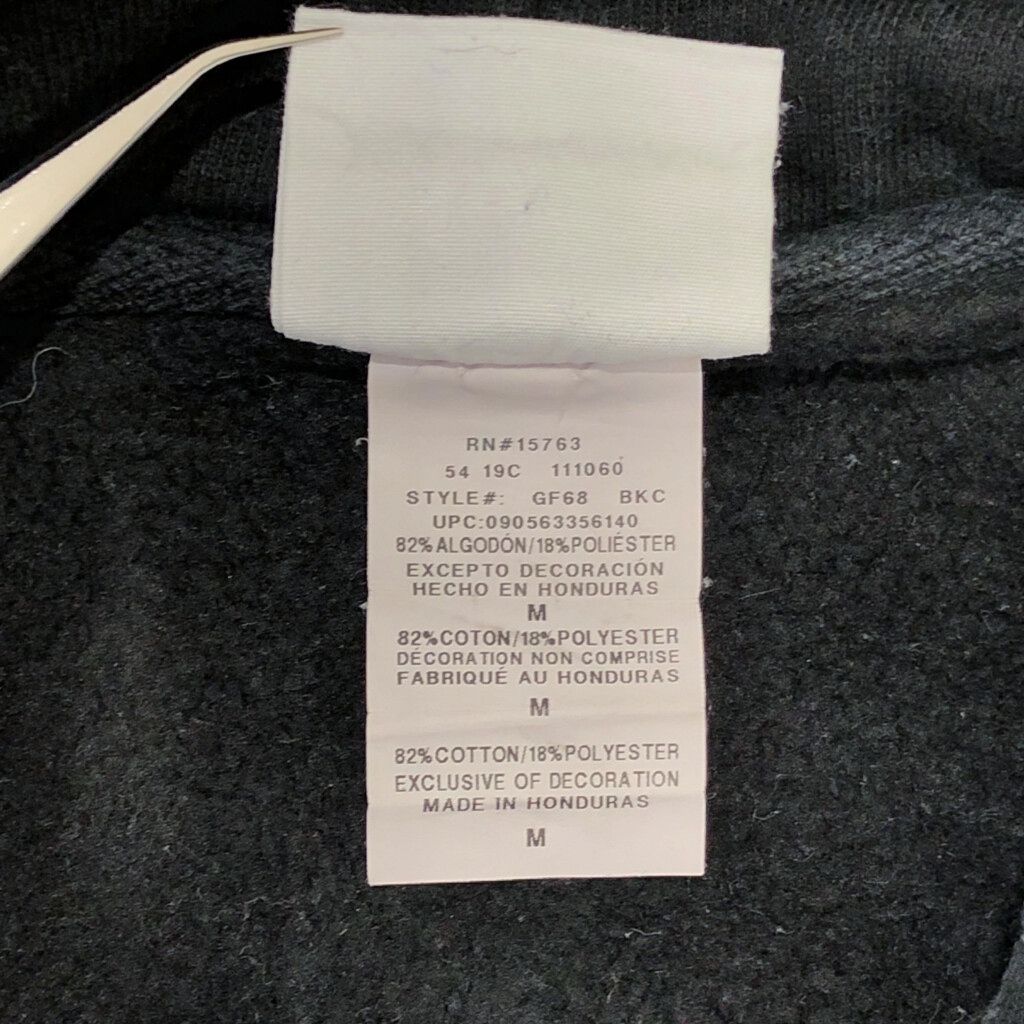 RN#15763
54 19C 111060
STYLE#: GF68 BKC
UPC:090563356140
82%ALGODÓN/18%POLIÉSTER
EXCEPTO DECORACIÓN
HECHO EN HONDURAS
M
82%COTON/18%POLYESTER
DÉCORATION NON COMPRISE
FABRIQUÉ AU HONDURAS
M
82%COTTON/18%POLYESTER
EXCLUSIVE OF DECORATION
MADE IN HONDURAS
M